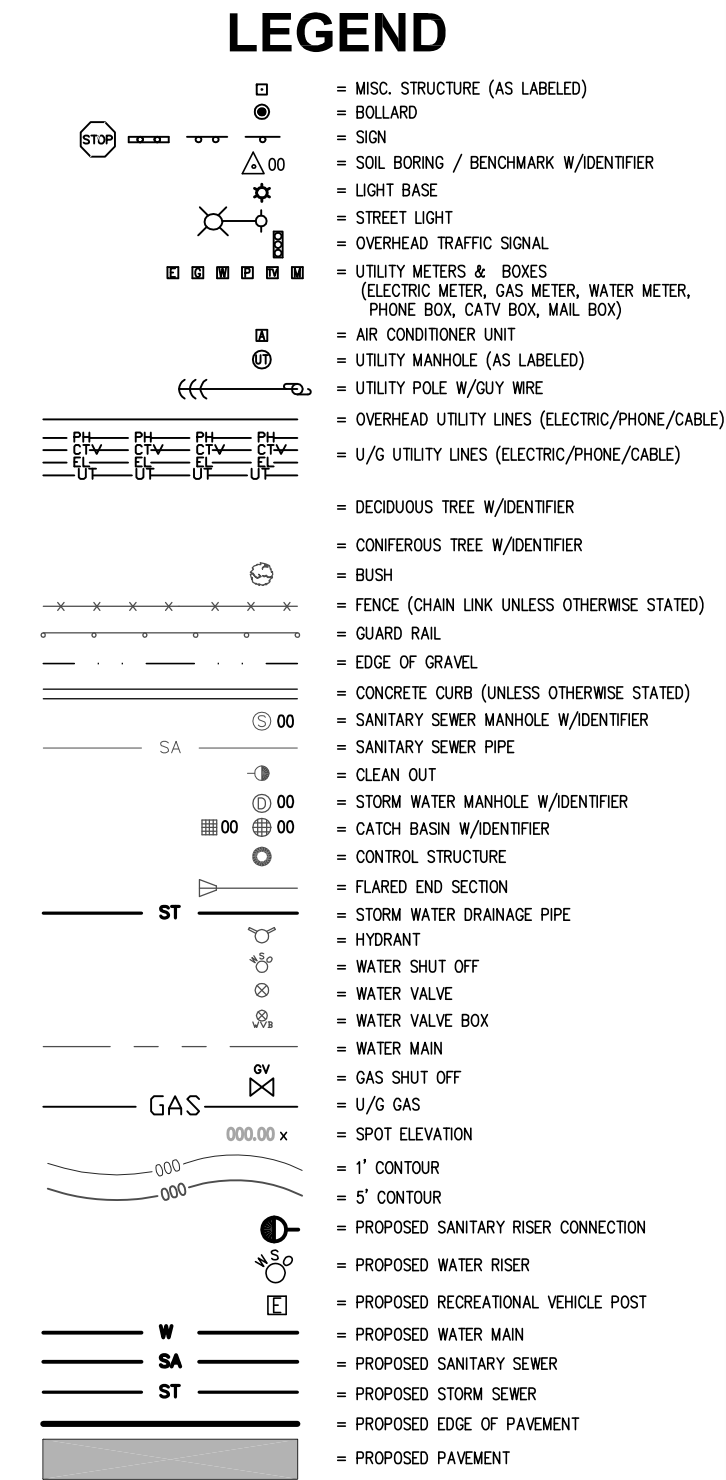 LEGEND
= MISC. STRUCTURE (AS LABELED)
= BOLLARD
STOP = SIGN
00 = SOIL BORING / BENCHMARK W/IDENTIFIER
= LIGHT BASE
= STREET LIGHT
= OVERHEAD TRAFFIC SIGNAL
E G W P TV M = UTILITY METERS & BOXES
(ELECTRIC METER, GAS METER, WATER METER,
PHONE BOX, CATV BOX, MAIL BOX)
A = AIR CONDITIONER UNIT
UT = UTILITY MANHOLE (AS LABELED)
= UTILITY POLE W/GUY WIRE
= OVERHEAD UTILITY LINES (ELECTRIC/PHONE/CABLE)
PH PH PH PH
CTV CTV CTV CTV = U/G UTILITY LINES (ELECTRIC/PHONE/CABLE)
EL EL EL EL
UT UT UT UT
= DECIDUOUS TREE W/IDENTIFIER
= CONIFEROUS TREE W/IDENTIFIER
= BUSH
= FENCE (CHAIN LINK UNLESS OTHERWISE STATED)
= GUARD RAIL
= EDGE OF GRAVEL
= CONCRETE CURB (UNLESS OTHERWISE STATED)
S 00 = SANITARY SEWER MANHOLE W/IDENTIFIER
SA = SANITARY SEWER PIPE
= CLEAN OUT
D 00 = STORM WATER MANHOLE W/IDENTIFIER
00 00 = CATCH BASIN W/IDENTIFIER
= CONTROL STRUCTURE
= FLARED END SECTION
ST = STORM WATER DRAINAGE PIPE
= HYDRANT
WSO = WATER SHUT OFF
= WATER VALVE
WVB = WATER VALVE BOX
= WATER MAIN
GV = GAS SHUT OFF
GAS = U/G GAS
000.00 x = SPOT ELEVATION
000 = 1' CONTOUR
000 = 5' CONTOUR
= PROPOSED SANITARY RISER CONNECTION
WSO = PROPOSED WATER RISER
E = PROPOSED RECREATIONAL VEHICLE POST
W = PROPOSED WATER MAIN
SA = PROPOSED SANITARY SEWER
ST = PROPOSED STORM SEWER
= PROPOSED EDGE OF PAVEMENT
= PROPOSED PAVEMENT